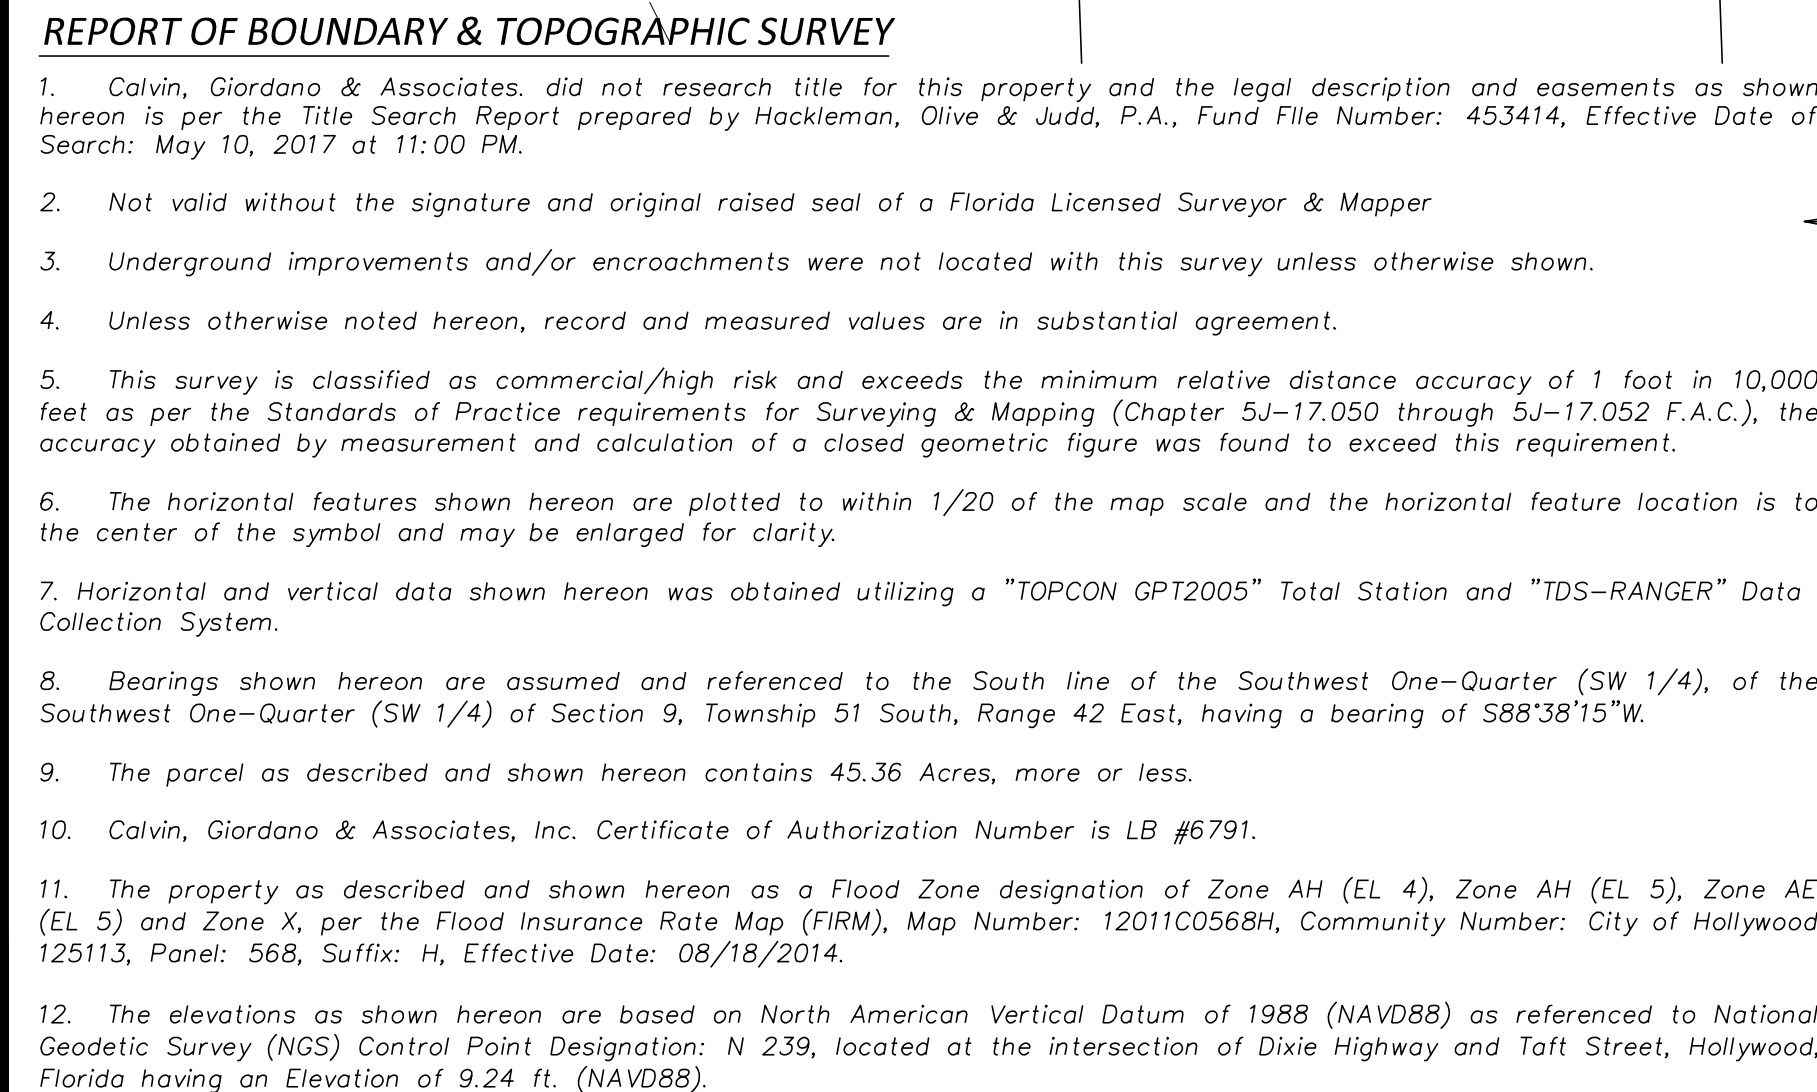 REPORT OF BOUNDARY & TOPOGRAPHIC SURVEY
1. Calvin, Giordano & Associates. did not research title for this property and the legal description and easements as shown
hereon is per the Title Search Report prepared by Hackleman, Olive & Judd, P.A., Fund FIle Number: 453414, Effective Date of
Search: May 10, 2017 at 11:00 PM.
2. Not valid without the signature and original raised seal of a Florida Licensed Surveyor & Mapper
3. Underground improvements and/or encroachments were not located with this survey unless otherwise shown.
4. Unless otherwise noted hereon, record and measured values are in substantial agreement.
5. This survey is classified as commercial/high risk and exceeds the minimum relative distance accuracy of 1 foot in 10,000
feet as per the Standards of Practice requirements for Surveying & Mapping (Chapter 5J-17.050 through 5J-17.052 F.A.C.), the
accuracy obtained by measurement and calculation of a closed geometric figure was found to exceed this requirement.
6. The horizontal features shown hereon are plotted to within 1/20 of the map scale and the horizontal feature location is to
the center of the symbol and may be enlarged for clarity.
7. Horizontal and vertical data shown hereon was obtained utilizing a "TOPCON GPT2005" Total Station and "TDS-RANGER" Data
Collection System.
8. Bearings shown hereon are assumed and referenced to the South line of the Southwest One-Quarter (SW 1/4), of the
Southwest One-Quarter (SW 1/4) of Section 9, Township 51 South, Range 42 East, having a bearing of S88°38'15"W.
9. The parcel as described and shown hereon contains 45.36 Acres, more or less.
10. Calvin, Giordano & Associates, Inc. Certificate of Authorization Number is LB #6791.
11. The property as described and shown hereon as a Flood Zone designation of Zone AH (EL 4), Zone AH (EL 5), Zone AE
(EL 5) and Zone X, per the Flood Insurance Rate Map (FIRM), Map Number: 12011C0568H, Community Number: City of Hollywood
125113, Panel: 568, Suffix: H, Effective Date: 08/18/2014.
12. The elevations as shown hereon are based on North American Vertical Datum of 1988 (NAVD88) as referenced to National
Geodetic Survey (NGS) Control Point Designation: N 239, located at the intersection of Dixie Highway and Taft Street, Hollywood,
Florida having an Elevation of 9.24 ft. (NAVD88).